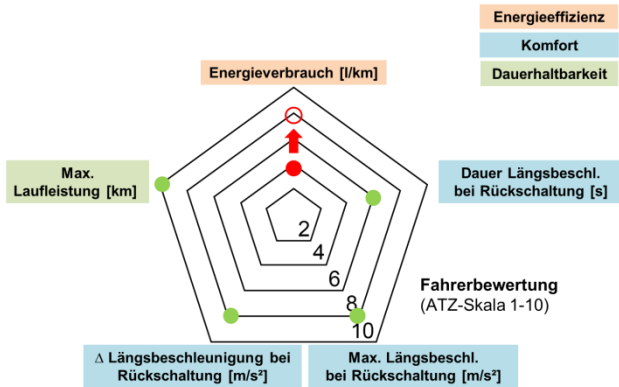 Energieeffizienz
Komfort
Dauerhaltbarkeit
Energieverbrauch [l/km]
Max.
Laufleistung [km]
Dauer Längsbeschl.
bei Rückschaltung [s]
2
4
6
8
10
Fahrerbewertung
(ATZ-Skala 1-10)
Δ Längsbeschleunigung bei
Rückschaltung [m/s²]
Max. Längsbeschl.
bei Rückschaltung [m/s²]